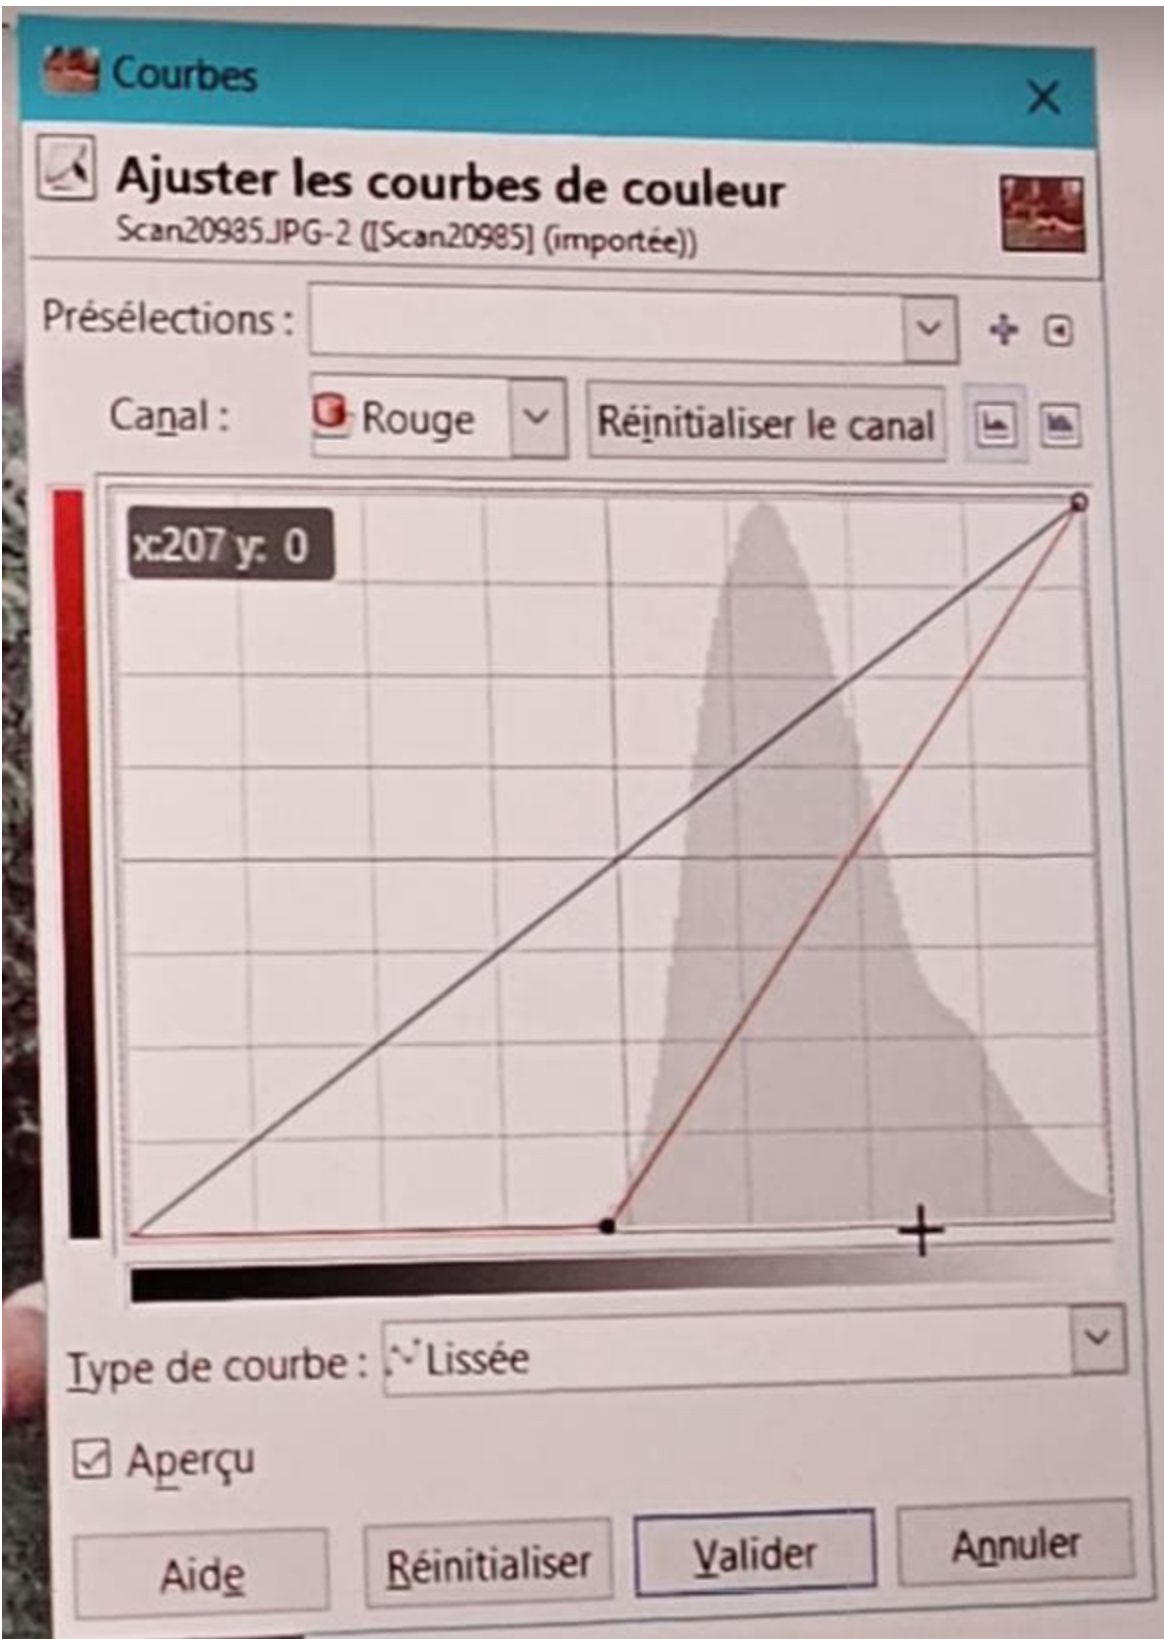 Courbes
Ajuster les courbes de couleur
Scan20985.JPG-2 ([Scan20985] (importée))
Présélections :
Canal : Rouge Réinitialiser le canal
x:207 y: 0
Type de courbe : Lissée
Aperçu
Aide Réinitialiser Valider Annuler